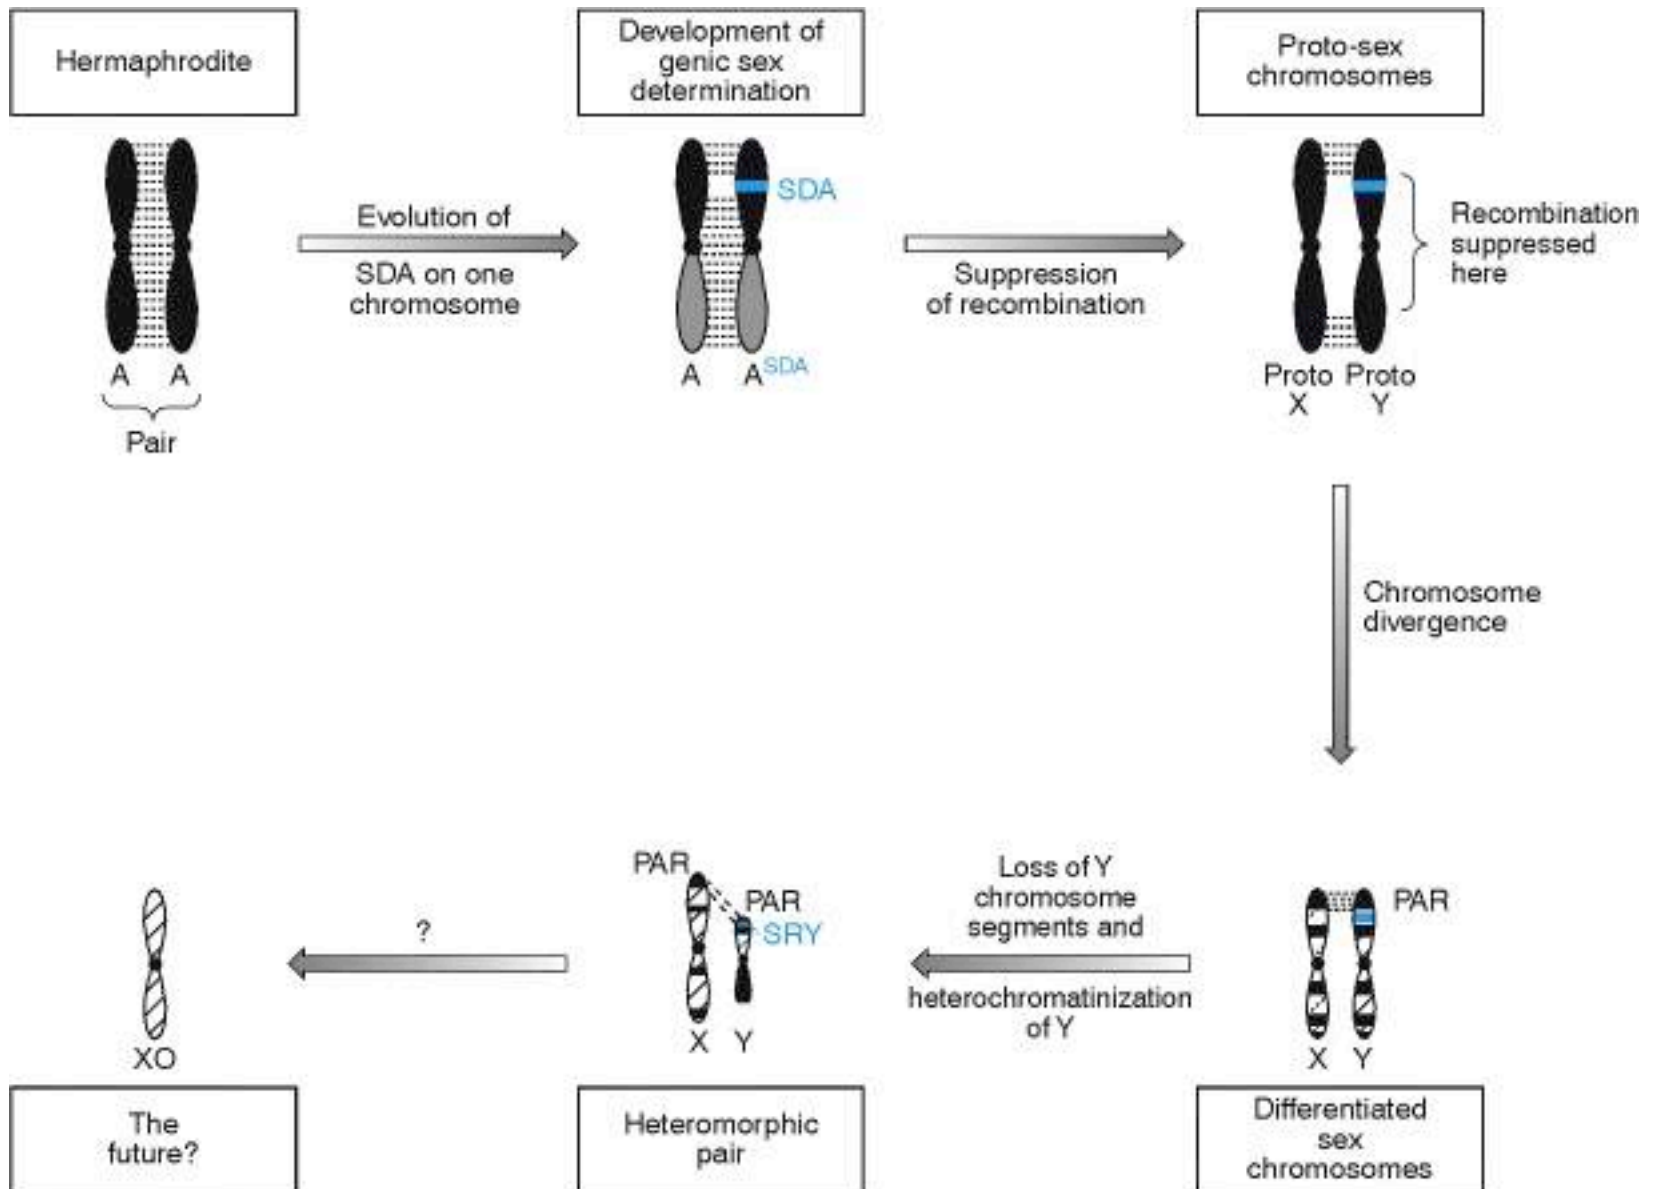 Hermaphrodite
Development of
genic sex
determination
Proto-sex
chromosomes
SDA
Evolution of
SDA on one
chromosome
Suppression
of recombination
Recombination
suppressed
here
A A
Pair
A A^SDA
Proto Proto
X Y
Chromosome
divergence
PAR
PAR
SRY
X Y
Loss of Y
chromosome
segments and
heterochromatinization
of Y
PAR
X Y
?
XO
The
future?
Heteromorphic
pair
Differentiated
sex
chromosomes